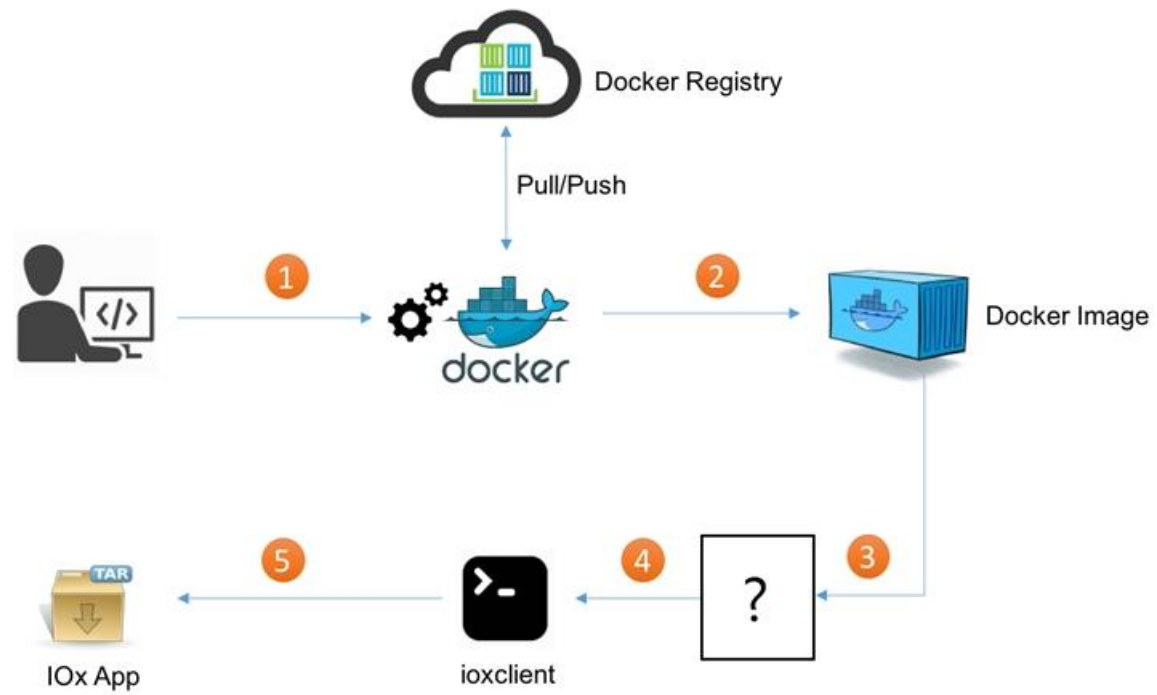 Docker Registry
Pull/Push
1
2
</>
docker
Docker Image
5
4
3
TAR
>-
?
IOx App
ioxclient